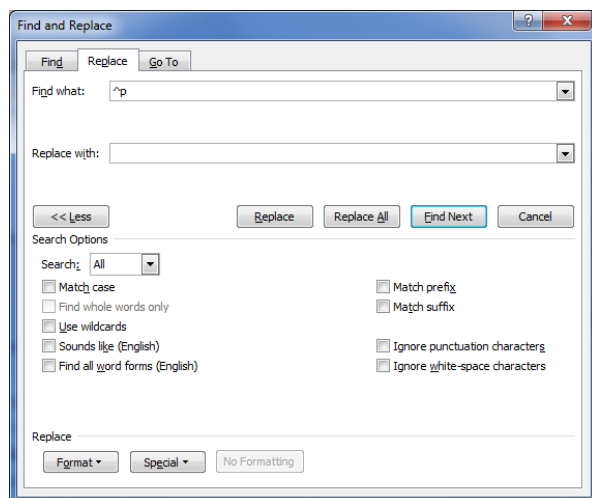 Find and Replace
Find Replace Go To
Find what: ^p
Replace with:
<< Less Replace Replace All Find Next Cancel
Search Options
Search: All
Match case Match prefix
Find whole words only Match suffix
Use wildcards
Sounds like (English) Ignore punctuation characters
Find all word forms (English) Ignore white-space characters
Replace
Format Special No Formatting